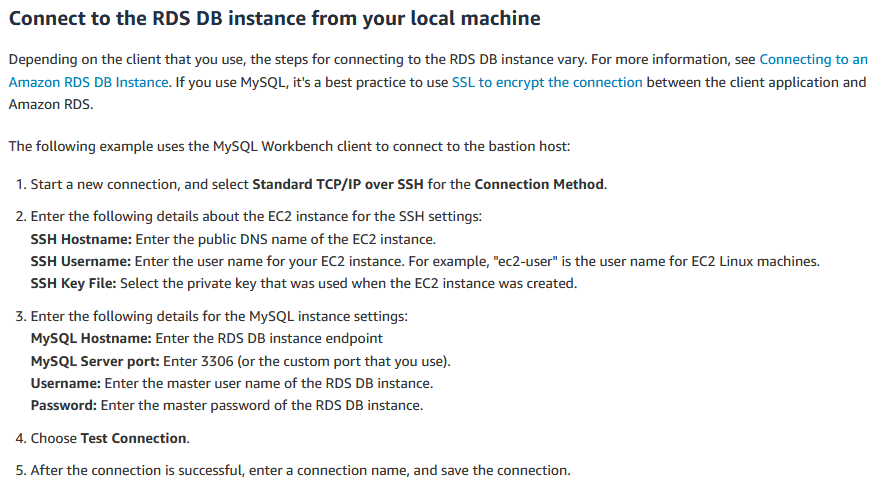 Connect to the RDS DB instance from your local machine
Depending on the client that you use, the steps for connecting to the RDS DB instance vary. For more information, see Connecting to an
Amazon RDS DB Instance. If you use MySQL, it's a best practice to use SSL to encrypt the connection between the client application and
Amazon RDS.
The following example uses the MySQL Workbench client to connect to the bastion host:
1. Start a new connection, and select Standard TCP/IP over SSH for the Connection Method.
2. Enter the following details about the EC2 instance for the SSH settings:
SSH Hostname: Enter the public DNS name of the EC2 instance.
SSH Username: Enter the user name for your EC2 instance. For example, "ec2-user" is the user name for EC2 Linux machines.
SSH Key File: Select the private key that was used when the EC2 instance was created.
3. Enter the following details for the MySQL instance settings:
MySQL Hostname: Enter the RDS DB instance endpoint
MySQL Server port: Enter 3306 (or the custom port that you use).
Username: Enter the master user name of the RDS DB instance.
Password: Enter the master password of the RDS DB instance.
4. Choose Test Connection.
5. After the connection is successful, enter a connection name, and save the connection.